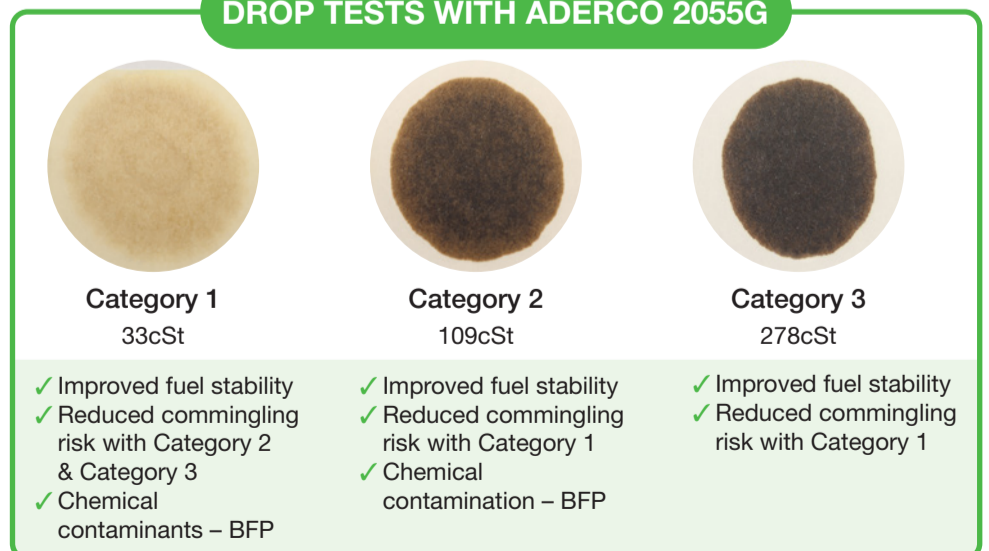 DROP TESTS WITH ADERCO 2055G
Category 1
33cSt
✓ Improved fuel stability
✓ Reduced commingling
risk with Category 2
& Category 3
✓ Chemical
contaminants – BFP
Category 2
109cSt
✓ Improved fuel stability
✓ Reduced commingling
risk with Category 1
✓ Chemical
contamination – BFP
Category 3
278cSt
✓ Improved fuel stability
✓ Reduced commingling
risk with Category 1